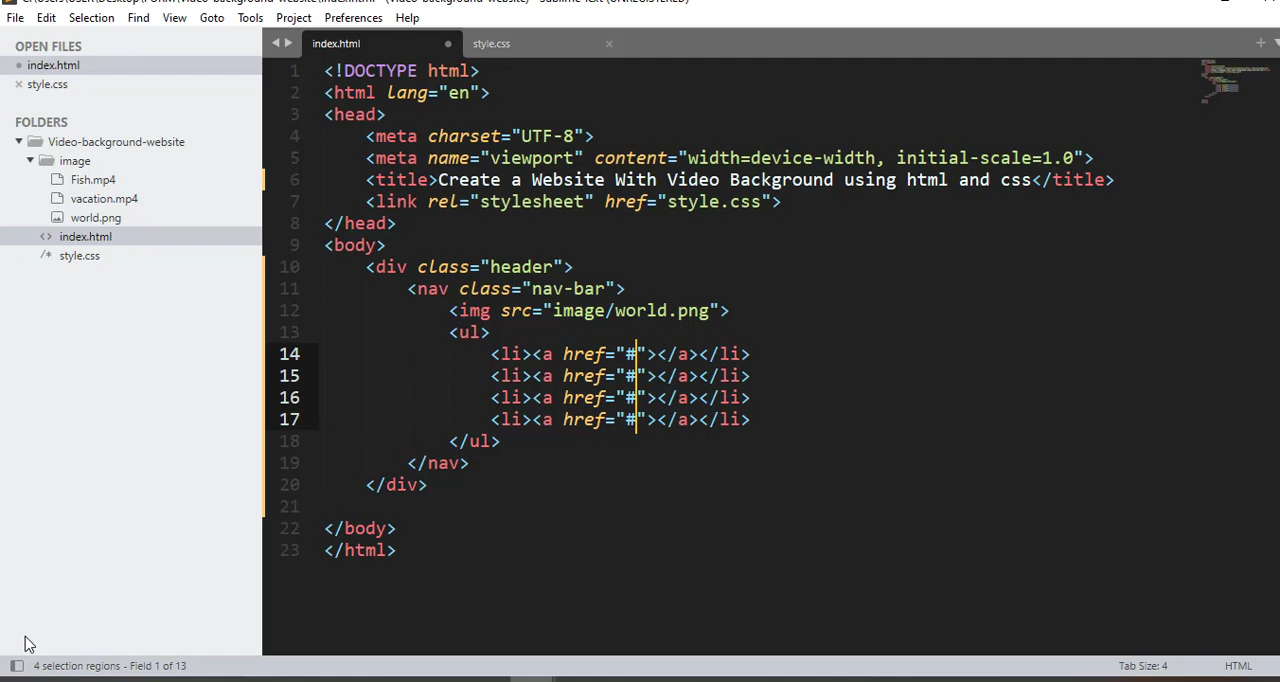 File Edit Selection Find View Goto Tools Project Preferences Help
OPEN FILES
index.html
style.css
FOLDERS
Video-background-website
image
Fish.mp4
vacation.mp4
world.png
index.html
/* style.css
index.html
style.css
1 <!DOCTYPE html>
2 <html lang="en">
3 <head>
4 <meta charset="UTF-8">
5 <meta name="viewport" content="width=device-width, initial-scale=1.0">
6 <title>Create a Website With Video Background using html and css</title>
7 <link rel="stylesheet" href="style.css">
8 </head>
9 <body>
10 <div class="header">
11 <nav class="nav-bar">
12 <img src="image/world.png">
13 <ul>
14 <li><a href="#"></a></li>
15 <li><a href="#"></a></li>
16 <li><a href="#"></a></li>
17 <li><a href="#"></a></li>
18 </ul>
19 </nav>
20 </div>
21
22 </body>
23 </html>
4 selection regions - Field 1 of 13
Tab Size: 4
HTML